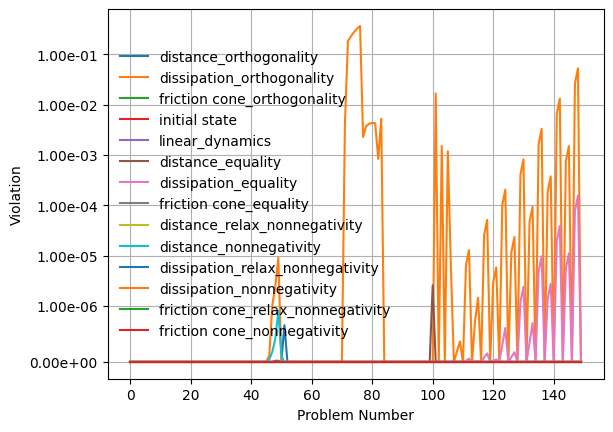 1.00e-01
1.00e-02
1.00e-03
1.00e-04
1.00e-05
1.00e-06
0.00e+00
Violation
distance_orthogonality
dissipation_orthogonality
friction cone_orthogonality
initial state
linear_dynamics
distance_equality
dissipation_equality
friction cone_equality
distance_relax_nonnegativity
distance_nonnegativity
dissipation_relax_nonnegativity
dissipation_nonnegativity
friction cone_relax_nonnegativity
friction cone_nonnegativity
0 20 40 60 80 100 120 140
Problem Number